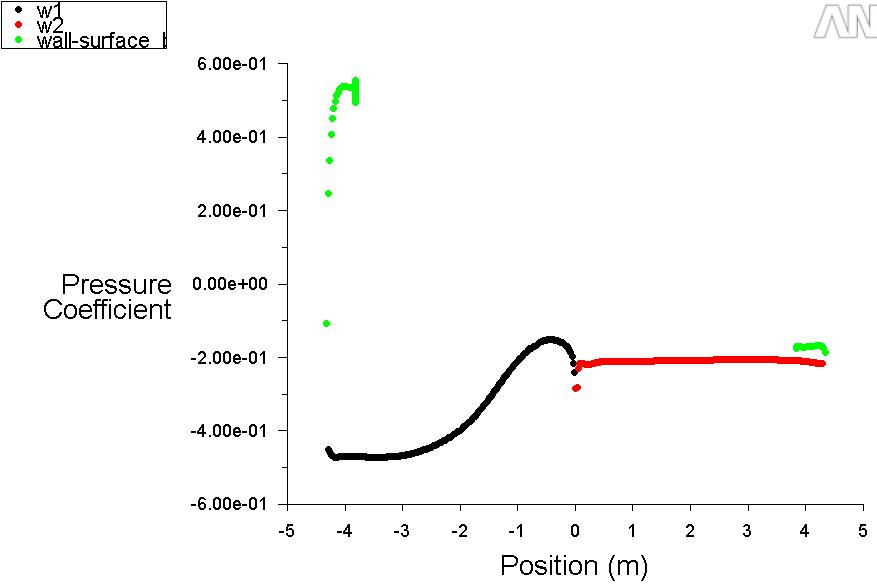 w1
w2
wall-surface
AN
6.00e-01
4.00e-01
2.00e-01
0.00e+00
-2.00e-01
-4.00e-01
-6.00e-01
Pressure
Coefficient
-5 -4 -3 -2 -1 0 1 2 3 4 5
Position (m)